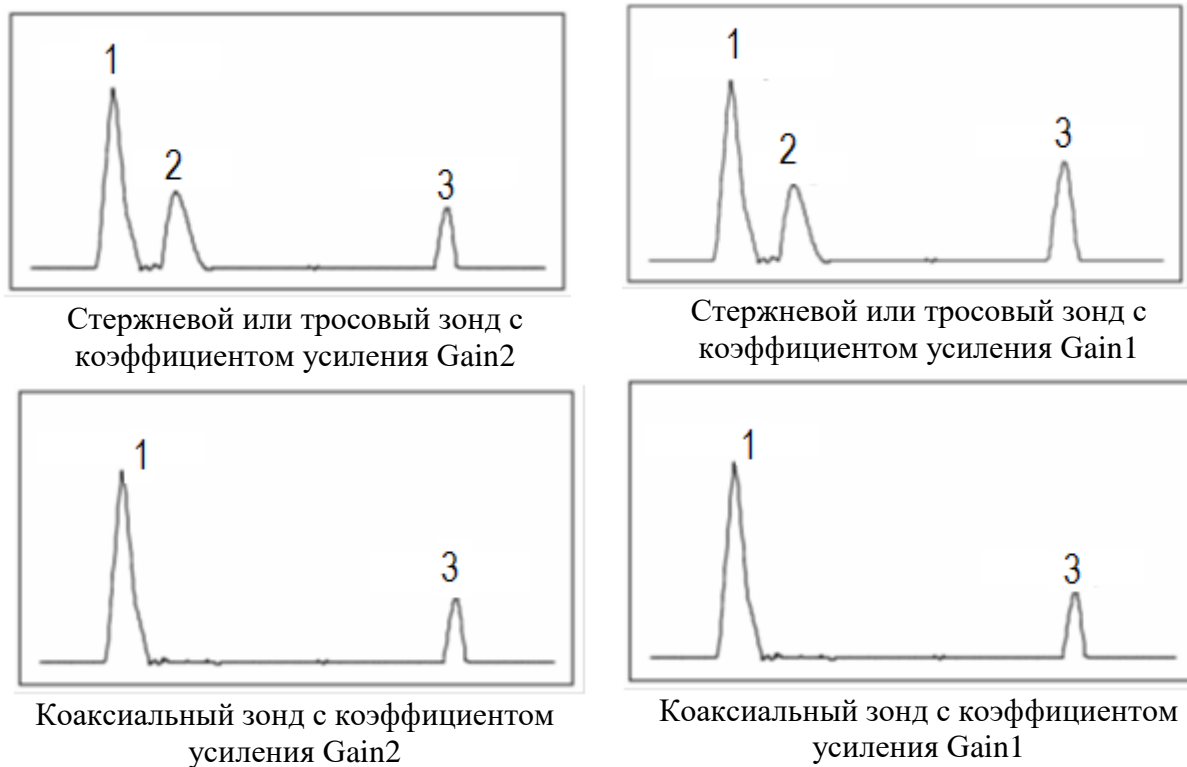 1
2
3
Стержневой или тросовый зонд с
коэффициентом усиления Gain2
1
2
3
Стержневой или тросовый зонд с
коэффициентом усиления Gain1
1
3
Коаксиальный зонд с коэффициентом
усиления Gain2
1
3
Коаксиальный зонд с коэффициентом
усиления Gain1